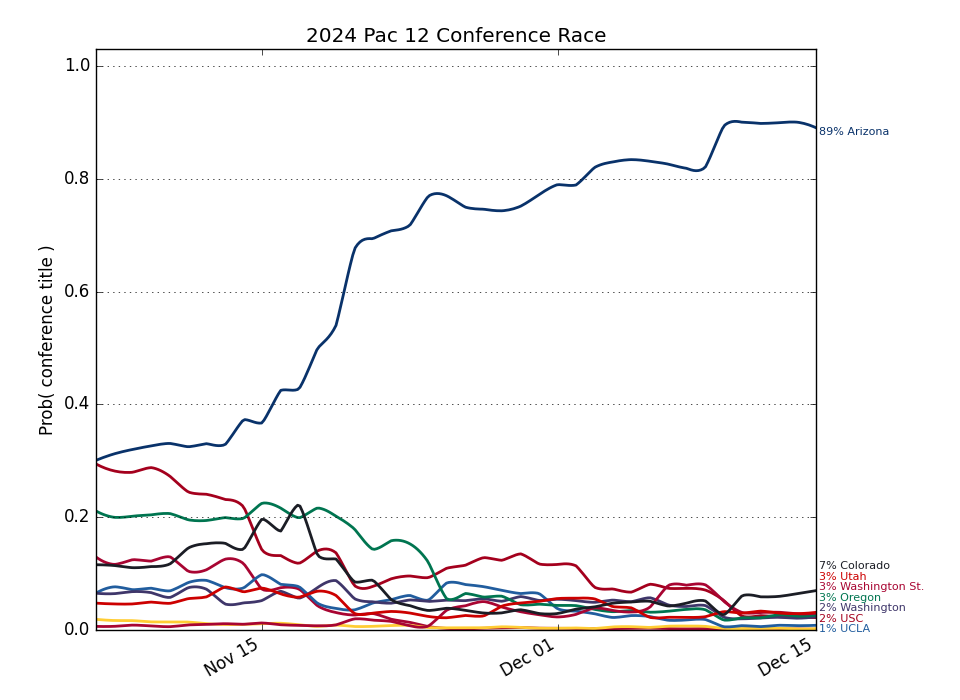 2024 Pac 12 Conference Race
Prob( conference title )
1.0
0.8
0.6
0.4
0.2
0.0
Nov 15
Dec 01
Dec 15
89% Arizona
7% Colorado
3% Utah
3% Washington St.
3% Oregon
2% Washington
2% USC
1% UCLA